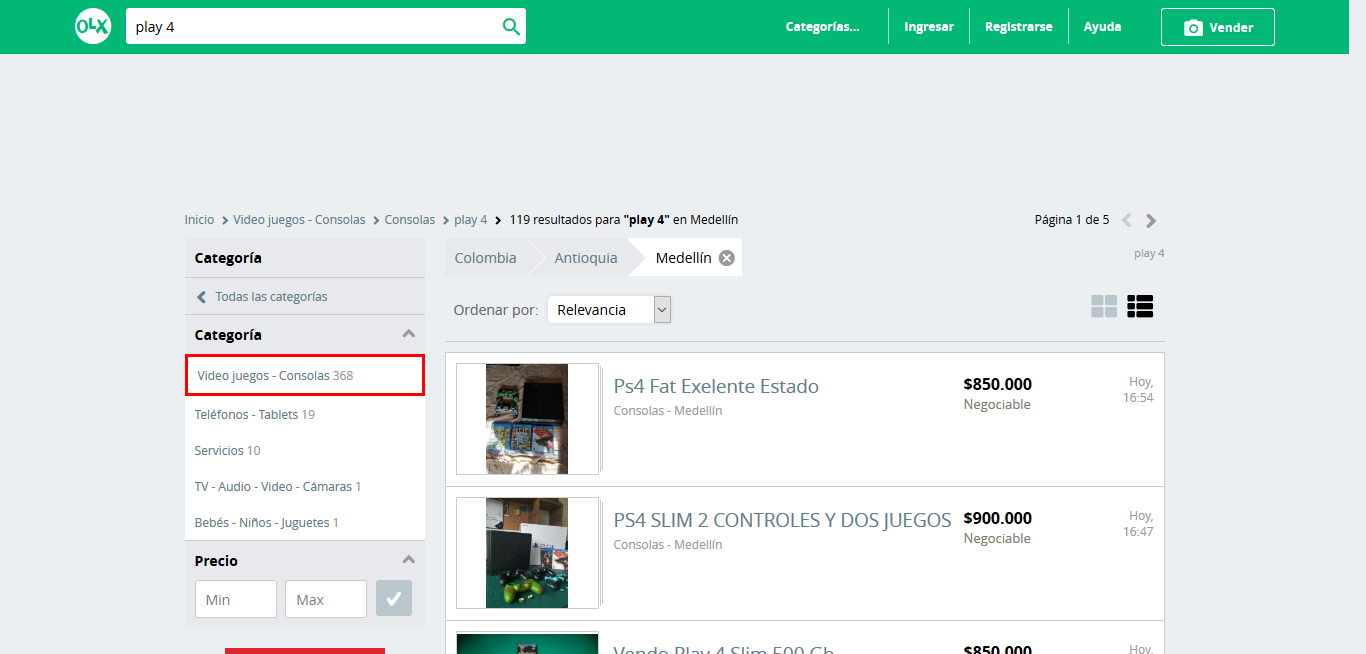 OLX
play 4
Categorías...
Ingresar
Registrarse
Ayuda
Vender
Inicio
Video juegos - Consolas
Consolas
play 4
119 resultados para "play 4" en Medellín
Página 1 de 5
Categoría
Todas las categorías
Categoría
Video juegos - Consolas 368
Teléfonos - Tablets 19
Servicios 10
TV - Audio - Video - Cámaras 1
Bebés - Niños - Juguetes 1
Precio
Min
Max
Colombia
Antioquia
Medellín
play 4
Ordenar por:
Relevancia
Ps4 Fat Exelente Estado
Consolas - Medellín
$850.000
Negociable
Hoy,
16:54
PS4 SLIM 2 CONTROLES Y DOS JUEGOS
Consolas - Medellín
$900.000
Negociable
Hoy,
16:47
Vendo Play 4 Slim 500 Gb
$850.000
Hoy,